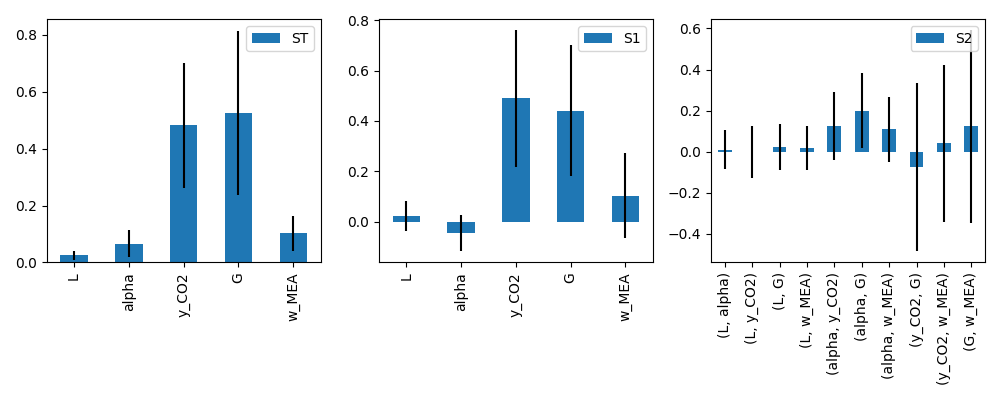 0.8
0.6
0.4
0.2
0.0
ST
L
alpha
y_CO2
G
w_MEA
0.8
0.6
0.4
0.2
0.0
S1
L
alpha
y_CO2
G
w_MEA
0.6
0.4
0.2
0.0
−0.2
−0.4
S2
(L, alpha)
(L, y_CO2)
(L, G)
(L, w_MEA)
(alpha, y_CO2)
(alpha, G)
(alpha, w_MEA)
(y_CO2, G)
(y_CO2, w_MEA)
(G, w_MEA)